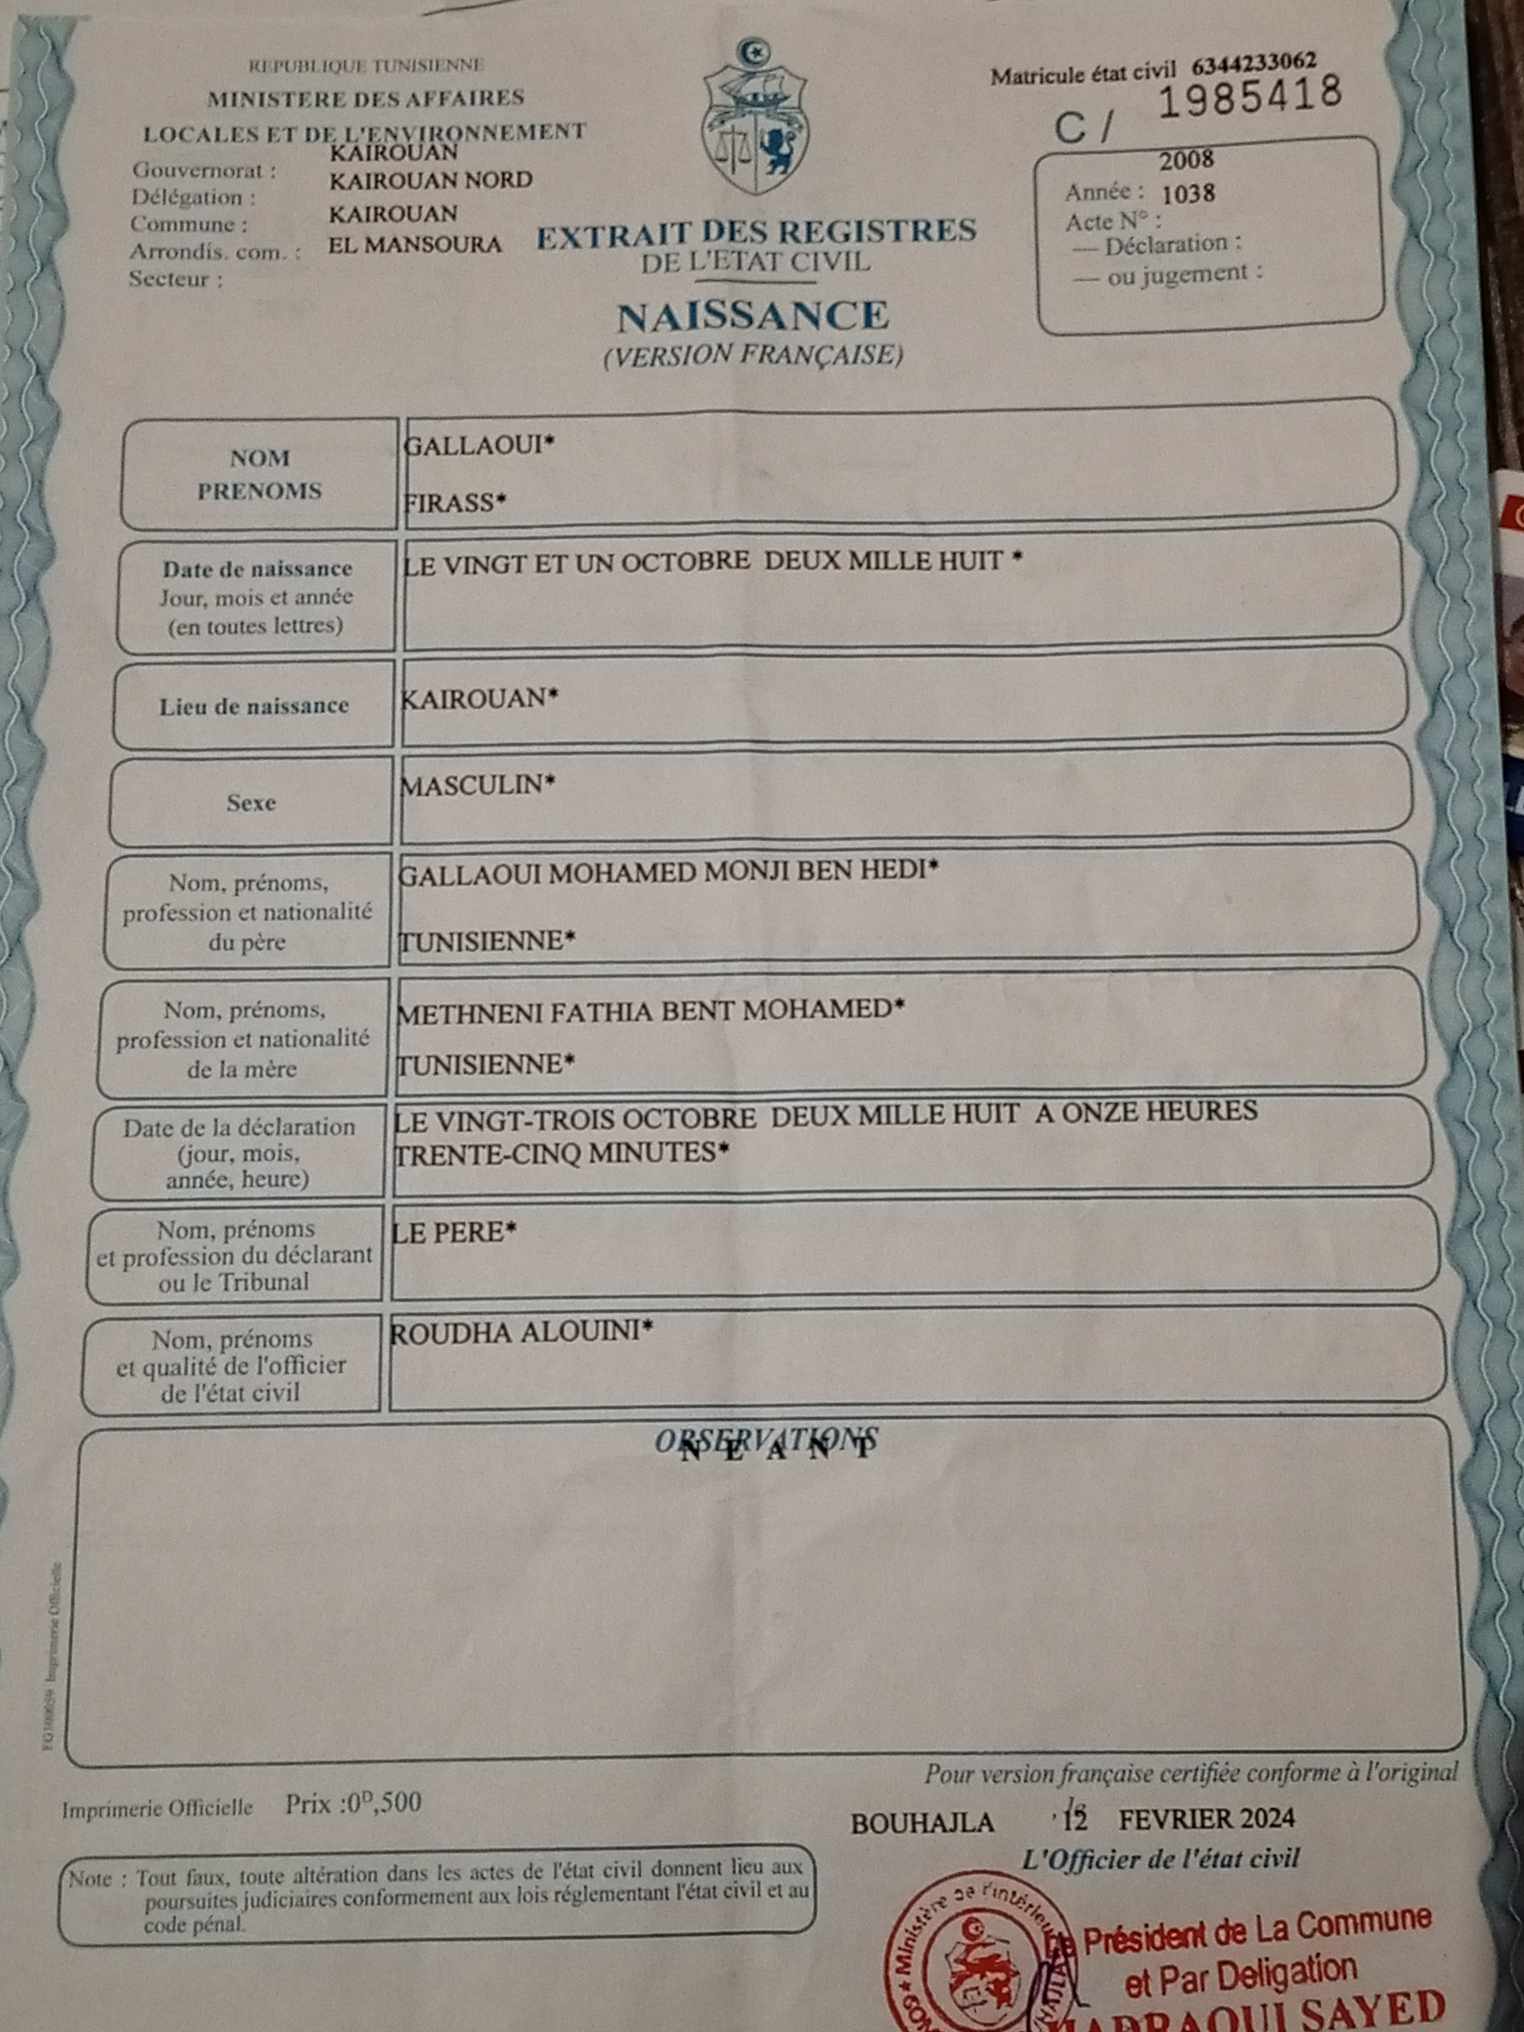 REPUBLIQUE TUNISIENNE
MINISTERE DES AFFAIRES
LOCALES ET DE L'ENVIRONNEMENT
Gouvernorat : KAIROUAN
Délégation : KAIROUAN NORD
Commune : KAIROUAN
Arrondis. com. : EL MANSOURA
Secteur :
Matricule état civil 6344233062
C / 1985418
2008
Année : 1038
Acte N° :
— Déclaration :
— ou jugement :
EXTRAIT DES REGISTRES
DE L'ETAT CIVIL
NAISSANCE
(VERSION FRANÇAISE)
NOM
PRENOMS
GALLAOUI*
FIRASS*
Date de naissance
Jour, mois et année
(en toutes lettres)
LE VINGT ET UN OCTOBRE DEUX MILLE HUIT *
Lieu de naissance
KAIROUAN*
Sexe
MASCULIN*
Nom, prénoms,
profession et nationalité
du père
GALLAOUI MOHAMED MONJI BEN HEDI*
TUNISIENNE*
Nom, prénoms,
profession et nationalité
de la mère
METHNENI FATHIA BENT MOHAMED*
TUNISIENNE*
Date de la déclaration
(jour, mois,
année, heure)
LE VINGT-TROIS OCTOBRE DEUX MILLE HUIT A ONZE HEURES
TRENTE-CINQ MINUTES*
Nom, prénoms
et profession du déclarant
ou le Tribunal
LE PERE*
Nom, prénoms
et qualité de l'officier
de l'état civil
ROUDHA ALOUINI*
OBSERVATIONS
N E A N T
Imprimerie Officielle
Pour version française certifiée conforme à l'original
Imprimerie Officielle Prix :0D,500
BOUHAJLA , le 12 FEVRIER 2024
L'Officier de l'état civil
Note : Tout faux, toute altération dans les actes de l'état civil donnent lieu aux
poursuites judiciaires conformement aux lois réglementant l'état civil et au
code pénal.
Ministère de l'intérieur
Le Président de La Commune
et Par Deligation
SAYED